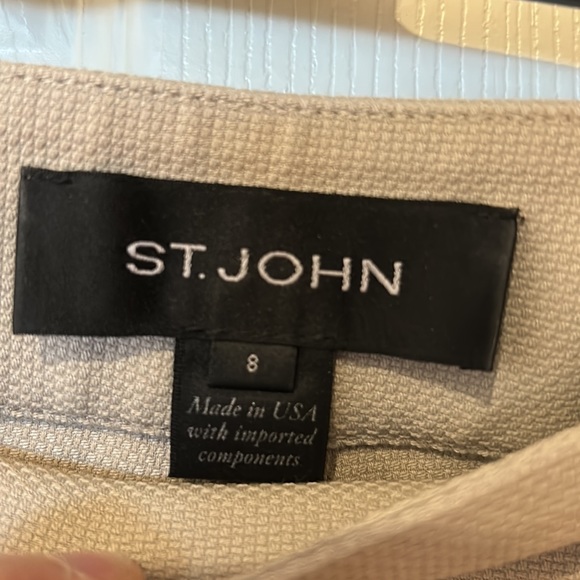 ST. JOHN
8
Made in USA
with imported
components